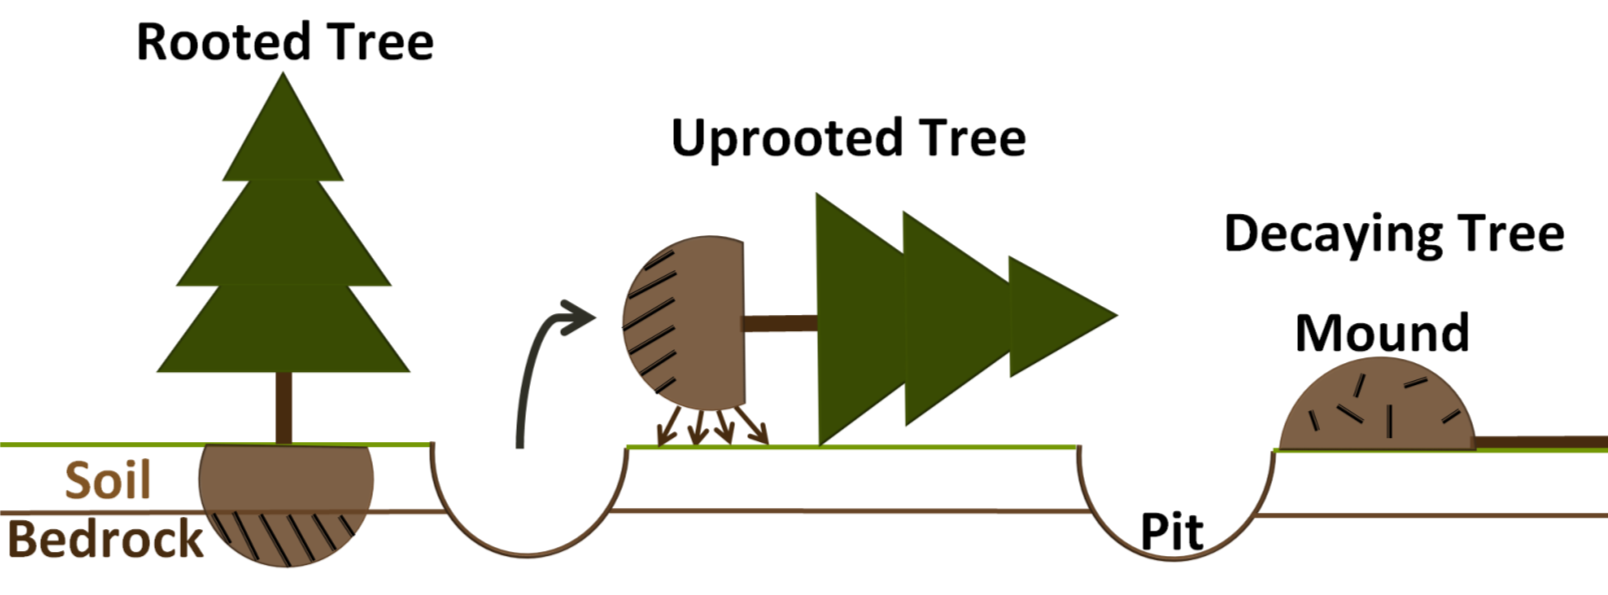 Rooted Tree
Uprooted Tree
Decaying Tree
Mound
Soil
Bedrock
Pit